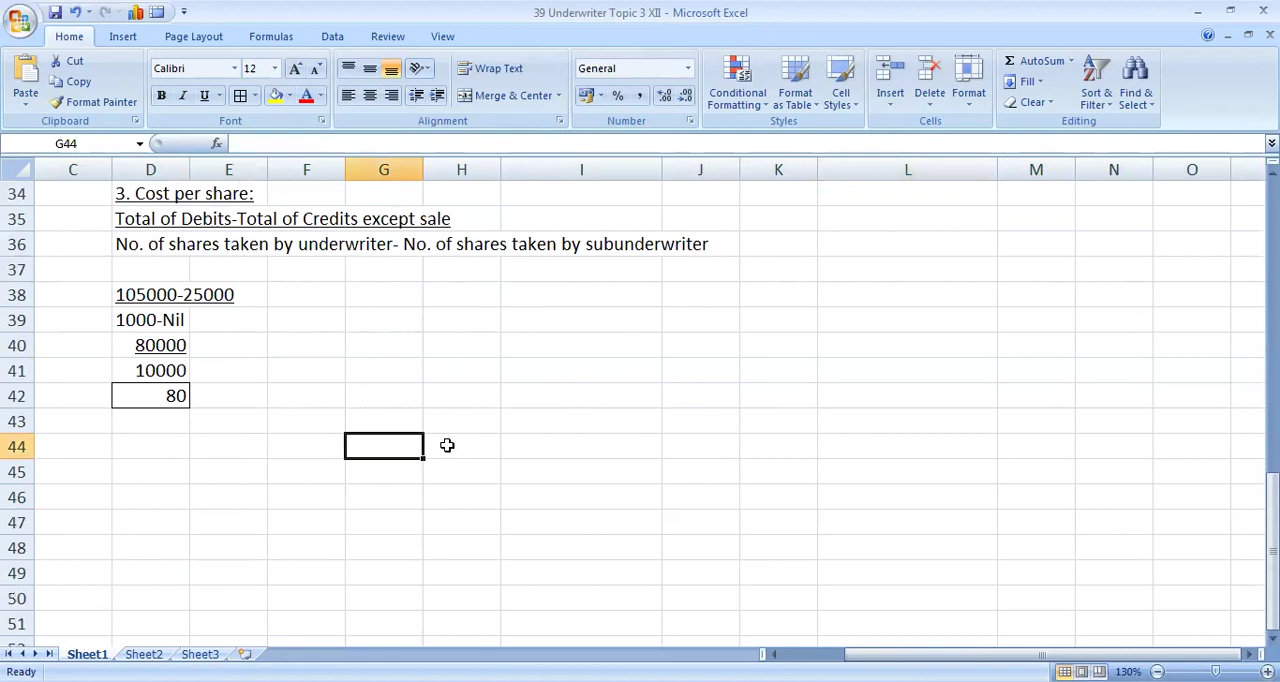 39 Underwriter Topic 3 XII - Microsoft Excel
Home Insert Page Layout Formulas Data Review View
Paste
Cut
Copy
Format Painter
Clipboard
Calibri 12
B I U
Font
Wrap Text
Merge & Center
Alignment
General
% ,
Number
Conditional Formatting
Format as Table
Cell Styles
Styles
Insert
Delete
Format
Cells
Σ AutoSum
Fill
Clear
Sort & Filter
Find & Select
Editing
G44 fx
C D E F G H I J K L M N O
34 3. Cost per share:
35 Total of Debits-Total of Credits except sale
36 No. of shares taken by underwriter- No. of shares taken by subunderwriter
37
38 105000-25000
39 1000-Nil
40 80000
41 10000
42 80
43
44
45
46
47
48
49
50
51
Sheet1 Sheet2 Sheet3
Ready 130%